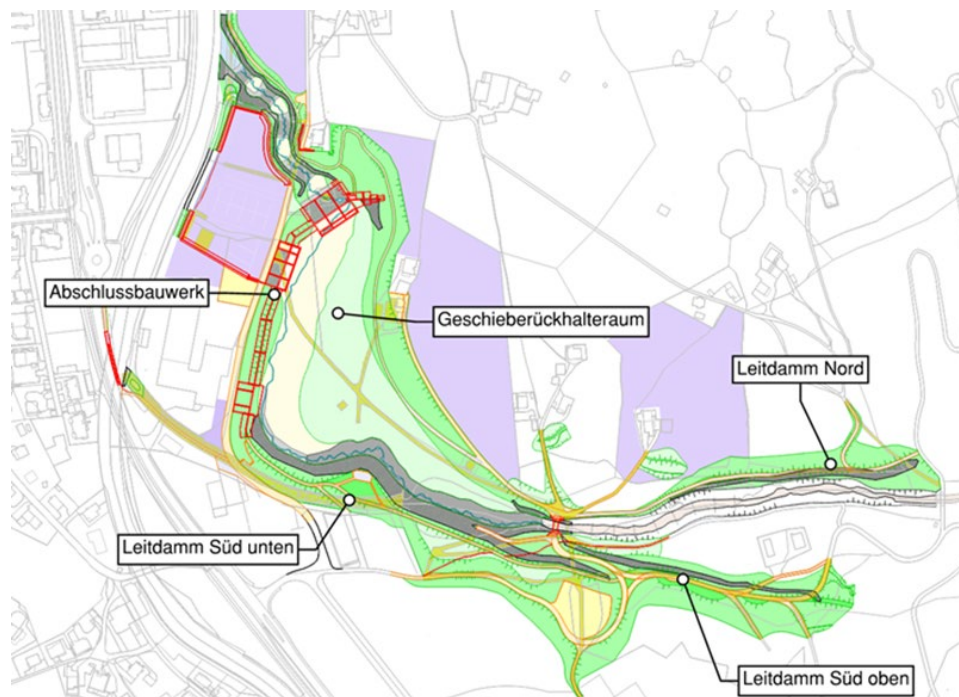 Abschlussbauwerk
Geschieberückhalteraum
Leitdamm Nord
Leitdamm Süd unten
Leitdamm Süd oben